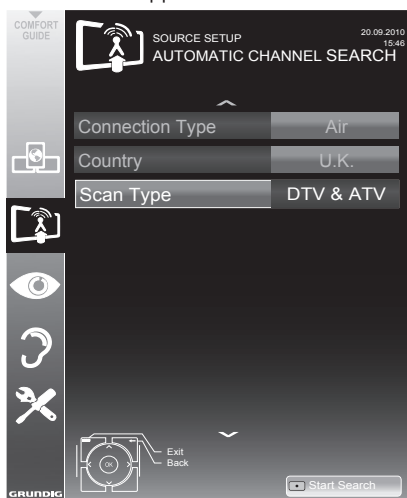 COMFORT
GUIDE
SOURCE SETUP
20.09.2010
15:46
AUTOMATIC CHANNEL SEARCH
Connection Type Air
Country U.K.
Scan Type DTV & ATV
OK
Exit
Back
Start Search
GRUNDIG